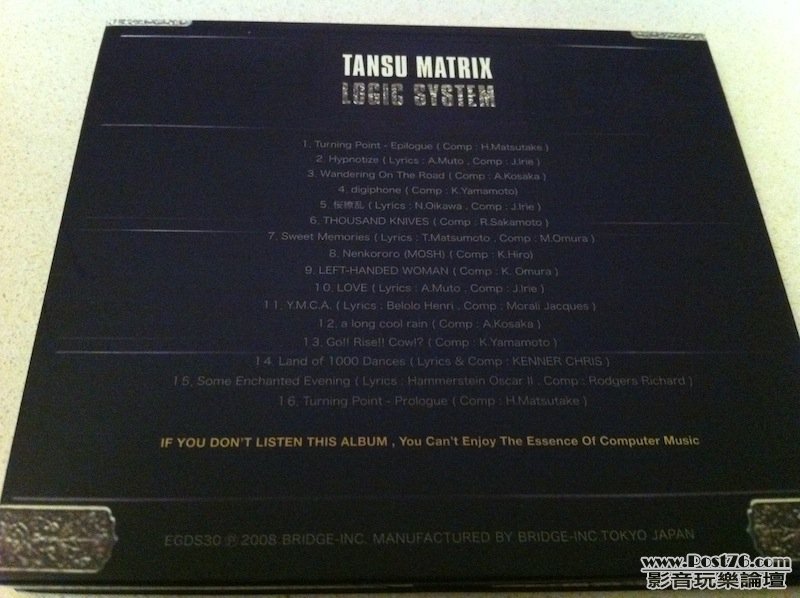 TANSU MATRIX
LOGIC SYSTEM
1. Turning Point - Epilogue ( Comp : H.Matsutake )
2. Hypnotize ( Lyrics : A.Muto , Comp : J.Irie )
3. Wandering On The Road ( Comp : A.Kosaka )
4. digiphone ( Comp : K.Yamamoto)
5. 桜繚乱 ( Lyrics : N.Oikawa , Comp : J.Irie )
6. THOUSAND KNIVES ( Comp : R.Sakamoto )
7. Sweet Memories ( Lyrics : T.Matsumoto , Comp : M.Omura )
8. Nenkororo (MOSH) ( Comp : K.Hiro)
9. LEFT-HANDED WOMAN ( Comp : K. Omura )
10. LOVE ( Lyrics : A.Muto , Comp : J.Irie )
11. Y.M.C.A. ( Lyrics : Belolo Henri , Comp : Morali Jacques )
12. a long cool rain ( Comp : A.Kosaka )
13. Go!! Rise!! Cowl? ( Comp : K.Yamamoto )
14. Land of 1000 Dances ( Lyrics & Comp : KENNER CHRIS )
15. Some Enchanted Evening ( Lyrics : Hammerstein Oscar II , Comp : Rodgers Richard )
16. Turning Point - Prologue ( Comp : H.Matsutake )
IF YOU DON'T LISTEN THIS ALBUM , You Can't Enjoy The Essence Of Computer Music
EGDS30 ℗ 2008 BRIDGE-INC. MANUFACTURED BY BRIDGE-INC.TOKYO JAPAN
www.Post76.com
影音玩樂論壇